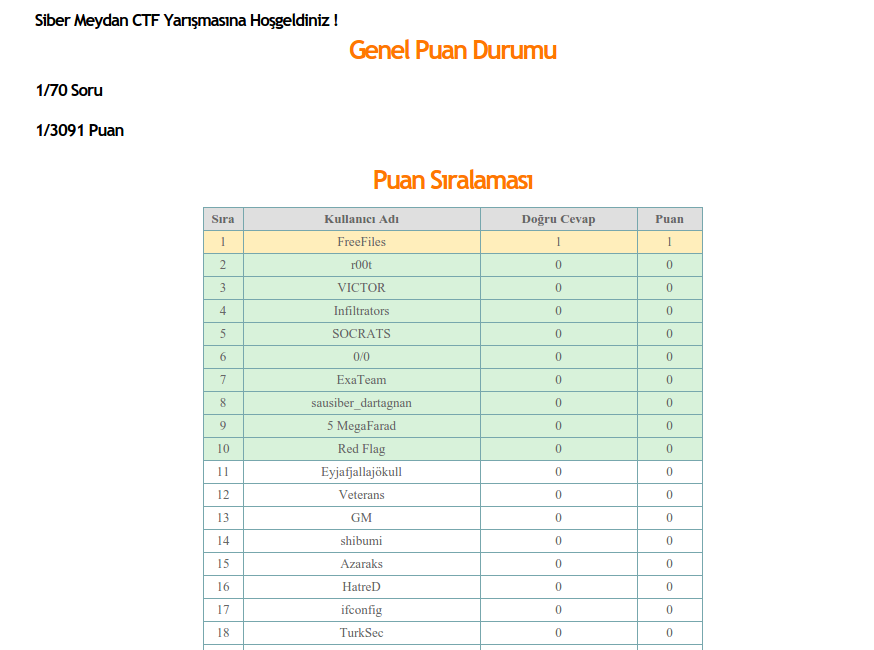 Siber Meydan CTF Yarışmasına Hoşgeldiniz !
Genel Puan Durumu
1/70 Soru
1/3091 Puan
Puan Sıralaması
Sıra Kullanıcı Adı Doğru Cevap Puan
1 FreeFiles 1 1
2 r00t 0 0
3 VICTOR 0 0
4 Infiltrators 0 0
5 SOCRATS 0 0
6 0/0 0 0
7 ExaTeam 0 0
8 sausiber_dartagnan 0 0
9 5 MegaFarad 0 0
10 Red Flag 0 0
11 Eyjafjallajökull 0 0
12 Veterans 0 0
13 GM 0 0
14 shibumi 0 0
15 Azaraks 0 0
16 HatreD 0 0
17 ifconfig 0 0
18 TurkSec 0 0